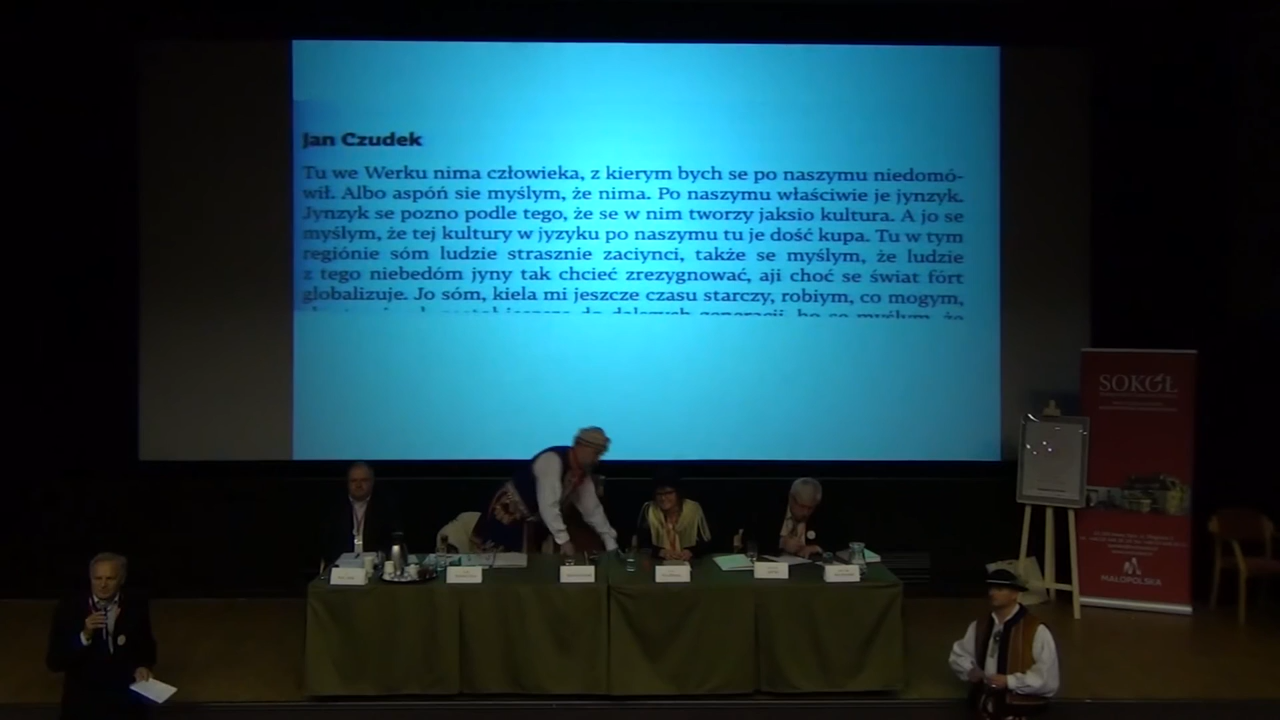 Jan Czudek
Tu we Werku nima człowieka, z kierym bych se po naszymu niedomó-
wił. Albo aspóń sie myślym, że nima. Po naszymu właściwie je jynzyk.
Jynzyk se pozno podle tego, że se w nim tworzy jaksio kultura. A jo se
myślym, że tej kultury w jyzyku po naszymu tu je dość kupa. Tu w tym
regiónie sóm ludzie strasznie zaciynci, także se myślym, że ludzie
z tego niebedóm jyny tak chcieć zrezygnować, aji choć se świat fórt
globalizuje. Jo sóm, kiela mi jeszcze czasu starczy, robiym, co mogym,
SOKÓŁ
MAŁOPOLSKA